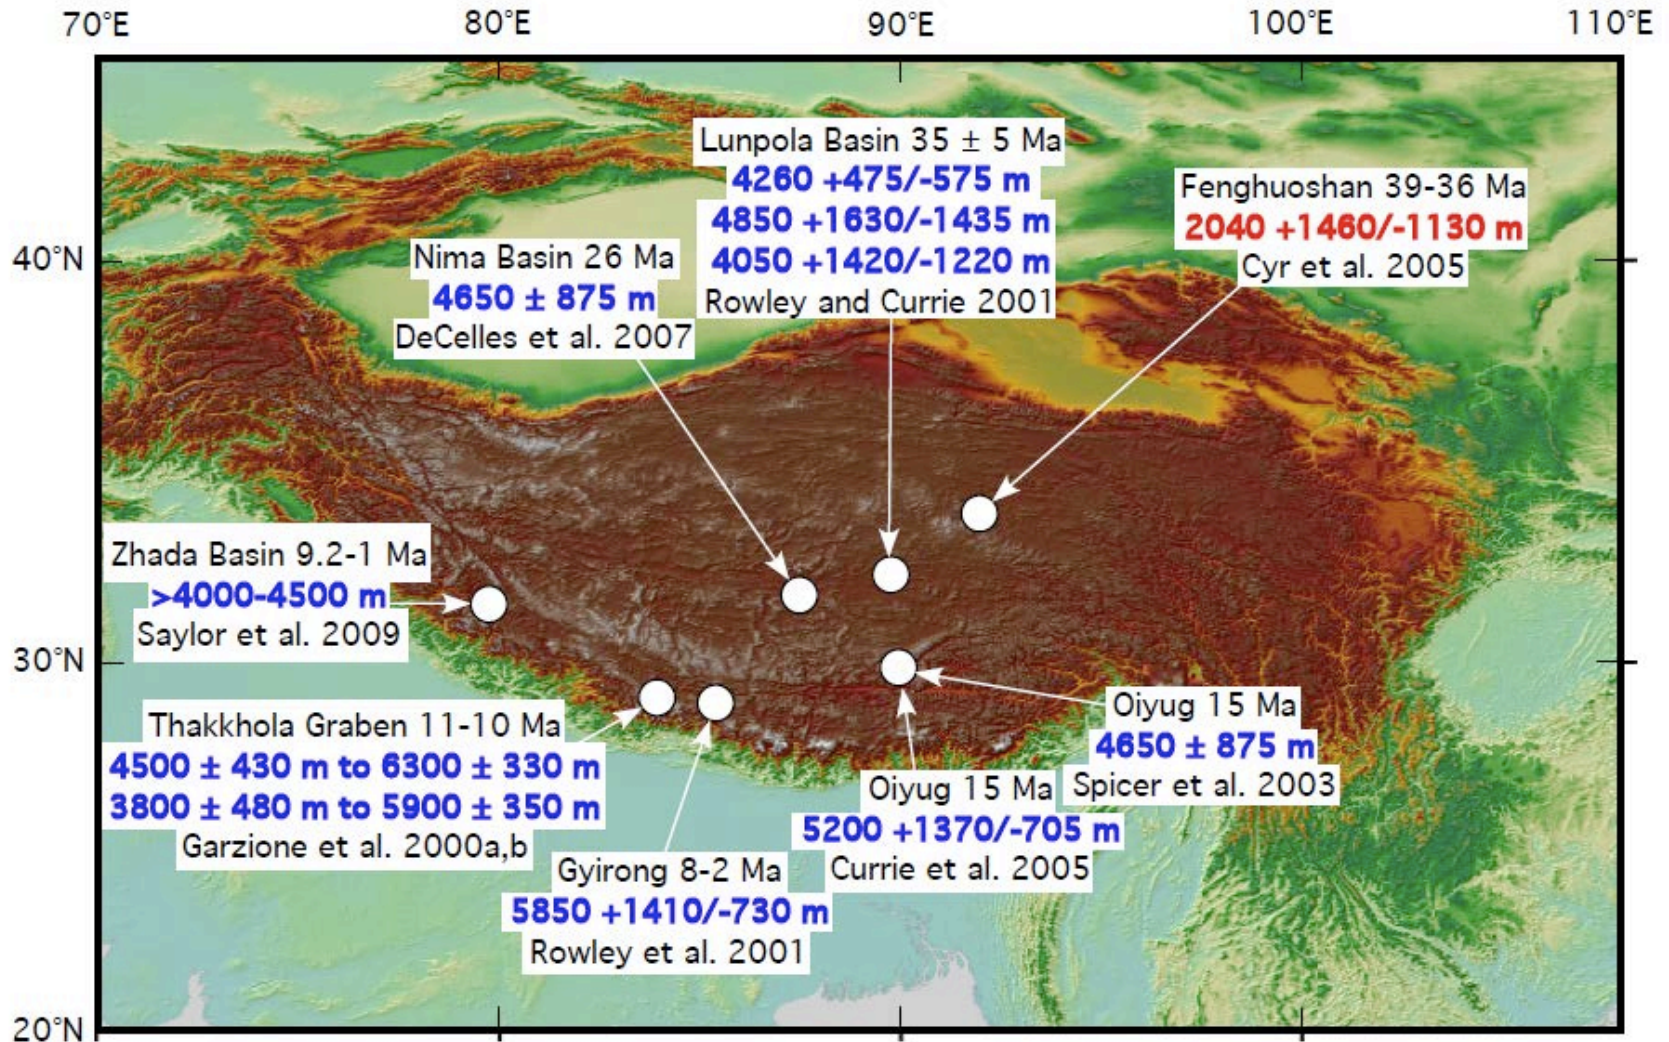 70°E 80°E 90°E 100°E 110°E
Lunpola Basin 35 ± 5 Ma
4260 +475/-575 m
4850 +1630/-1435 m
4050 +1420/-1220 m
Rowley and Currie 2001
Fenghuoshan 39-36 Ma
2040 +1460/-1130 m
Cyr et al. 2005
40°N
Nima Basin 26 Ma
4650 ± 875 m
DeCelles et al. 2007
Zhada Basin 9.2-1 Ma
>4000-4500 m
Saylor et al. 2009
30°N
Thakkhola Graben 11-10 Ma
4500 ± 430 m to 6300 ± 330 m
3800 ± 480 m to 5900 ± 350 m
Garzione et al. 2000a,b
Oiyug 15 Ma
4650 ± 875 m
Spicer et al. 2003
Oiyug 15 Ma
5200 +1370/-705 m
Currie et al. 2005
Gyirong 8-2 Ma
5850 +1410/-730 m
Rowley et al. 2001
20°N